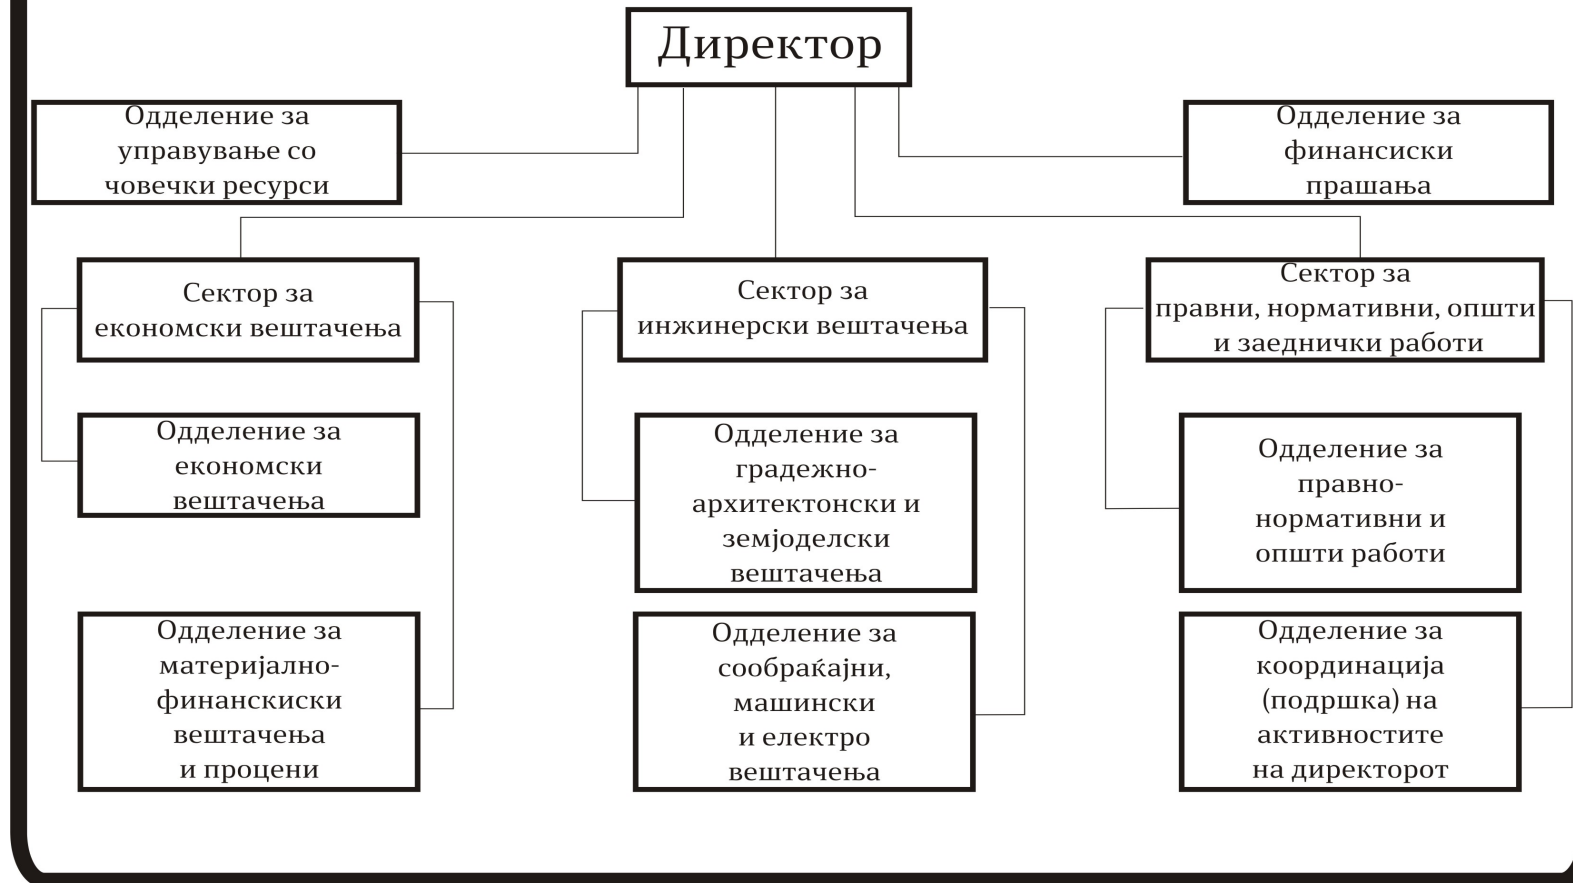 Директор
Одделение за
управување со
човечки ресурси
Одделение за
финансиски
прашања
Сектор за
економски вештачења
Сектор за
инжинерски вештачења
Сектор за
правни, нормативни, општи
и заеднички работи
Одделение за
економски
вештачења
Одделение за
градежно-
архитектонски и
земјоделски
вештачења
Одделение за
правно-
нормативни и
општи работи
Одделение за
материјално-
финанскиски
вештачења
и процени
Одделение за
сообраќајни,
машински
и електро
вештачења
Одделение за
координација
(подршка) на
активностите
на директорот